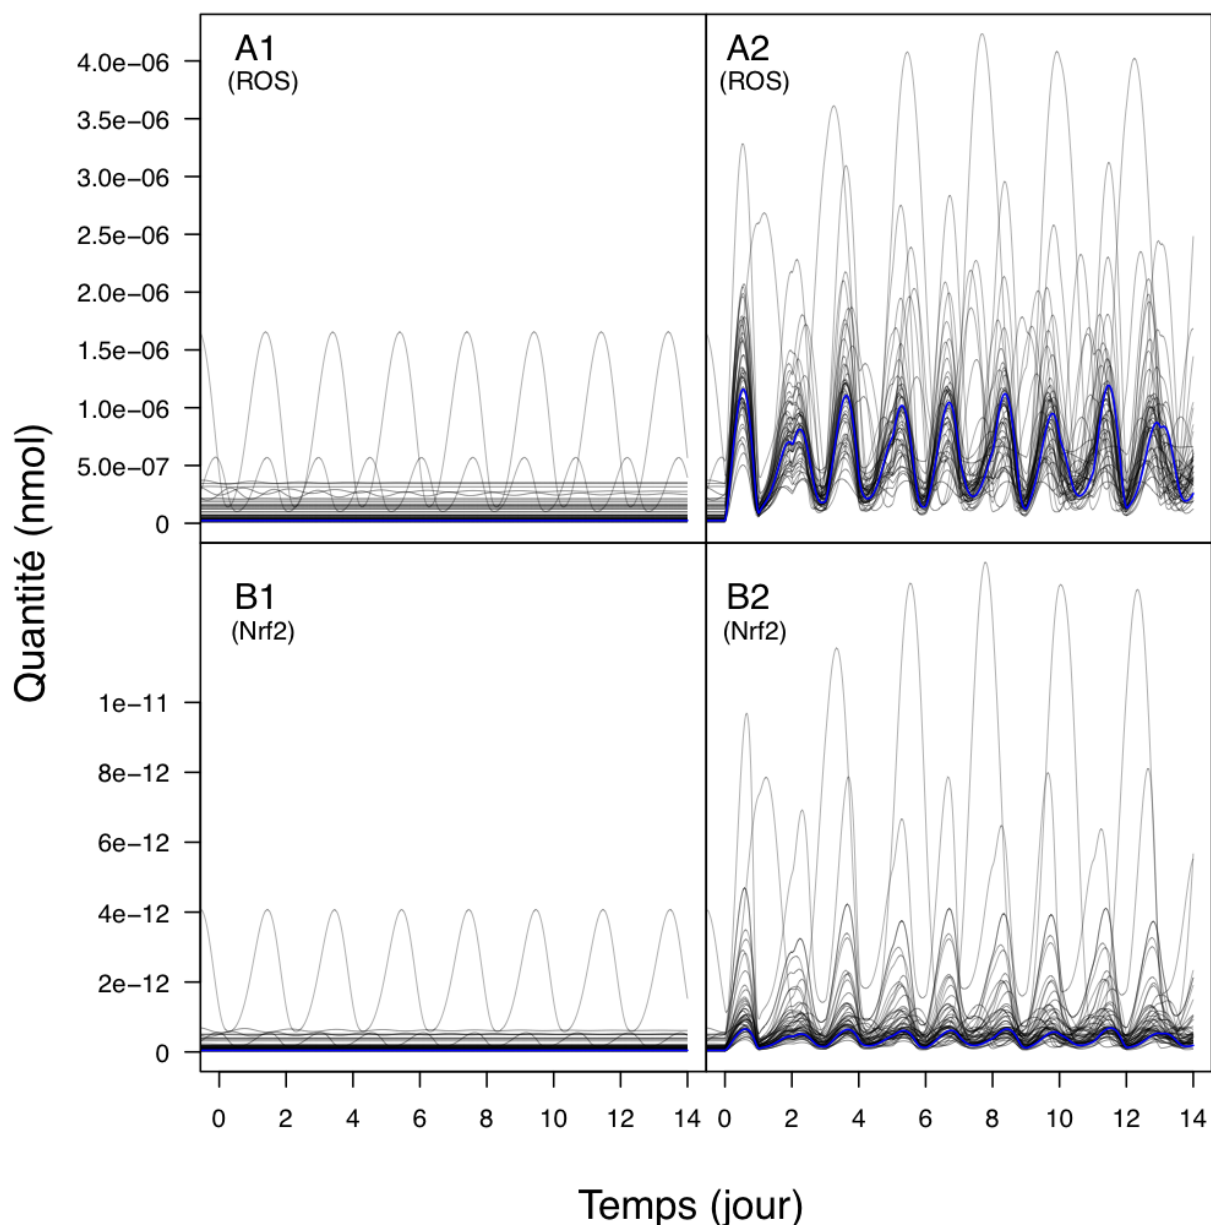 A1
(ROS)
A2
(ROS)
4.0e−06
3.5e−06
3.0e−06
2.5e−06
2.0e−06
1.5e−06
1.0e−06
5.0e−07
0
Quantité (nmol)
B1
(Nrf2)
B2
(Nrf2)
1e−11
8e−12
6e−12
4e−12
2e−12
0
0 2 4 6 8 10 12 14 0 2 4 6 8 10 12 14
Temps (jour)